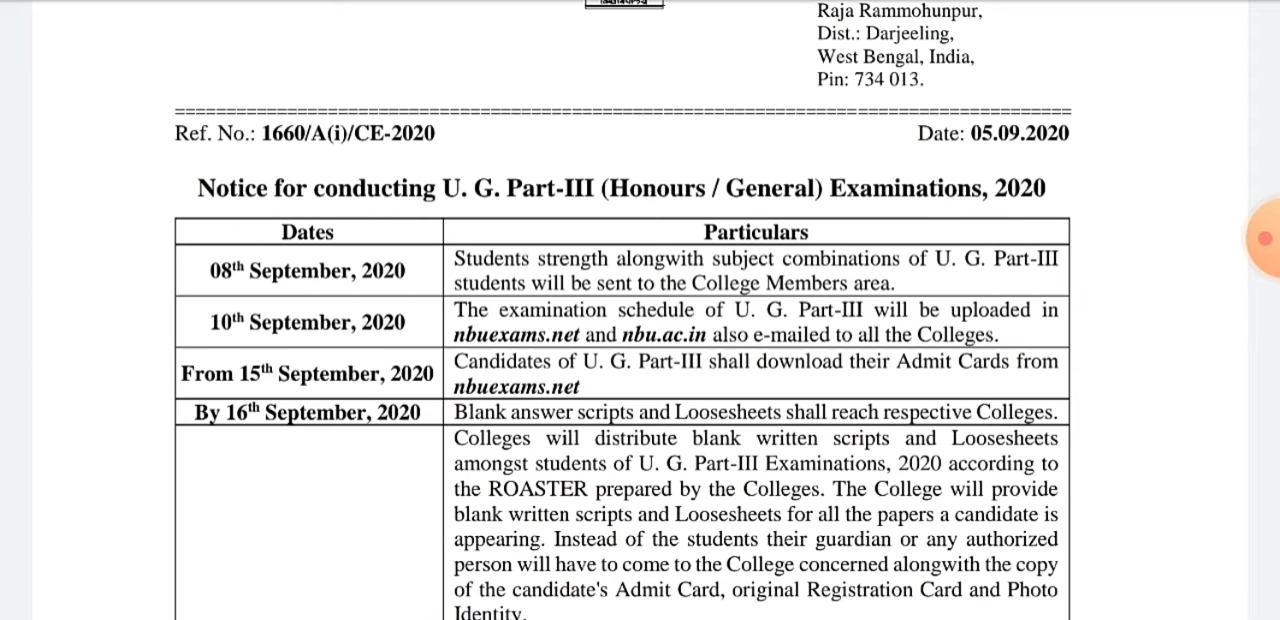 Raja Rammohunpur,
Dist.: Darjeeling,
West Bengal, India,
Pin: 734 013.
=====================================================================================
Ref. No.: 1660/A(i)/CE-2020 Date: 05.09.2020
Notice for conducting U. G. Part-III (Honours / General) Examinations, 2020
Dates Particulars
08th September, 2020
Students strength alongwith subject combinations of U. G. Part-III
students will be sent to the College Members area.
10th September, 2020
The examination schedule of U. G. Part-III will be uploaded in
nbuexams.net and nbu.ac.in also e-mailed to all the Colleges.
From 15th September, 2020
Candidates of U. G. Part-III shall download their Admit Cards from
nbuexams.net
By 16th September, 2020 Blank answer scripts and Loosesheets shall reach respective Colleges.
Colleges will distribute blank written scripts and Loosesheets
amongst students of U. G. Part-III Examinations, 2020 according to
the ROASTER prepared by the Colleges. The College will provide
blank written scripts and Loosesheets for all the papers a candidate is
appearing. Instead of the students their guardian or any authorized
person will have to come to the College concerned alongwith the copy
of the candidate's Admit Card, original Registration Card and Photo
Identity.